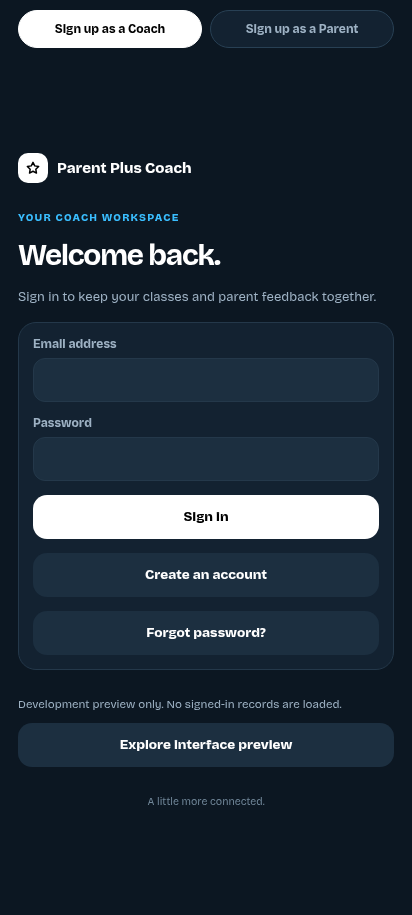 Sign up as a Coach
Sign up as a Parent
Parent Plus Coach
YOUR COACH WORKSPACE
Welcome back.
Sign in to keep your classes and parent feedback together.
Email address
Password
Sign in
Create an account
Forgot password?
Development preview only. No signed-in records are loaded.
Explore interface preview
A little more connected.